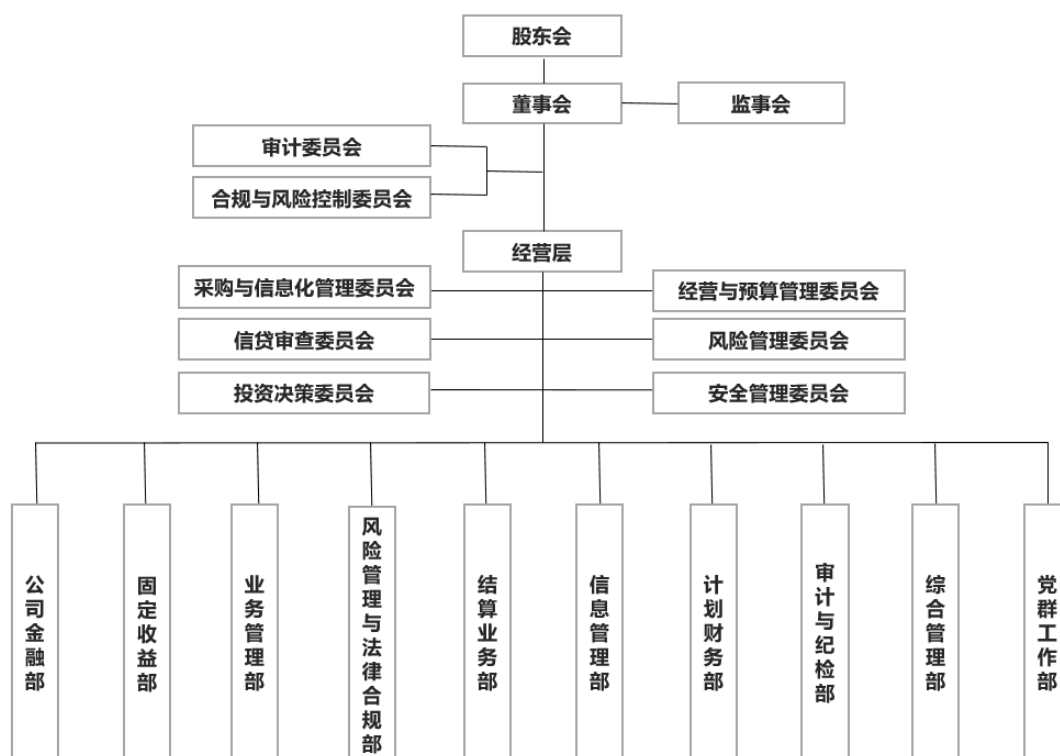 股东会
董事会
监事会
审计委员会
合规与风险控制委员会
经营层
采购与信息化管理委员会
经营与预算管理委员会
信贷审查委员会
风险管理委员会
投资决策委员会
安全管理委员会
公司金融部
固定收益部
业务管理部
风险管理与法律合规部
结算业务部
信息管理部
计划财务部
审计与纪检部
综合管理部
党群工作部